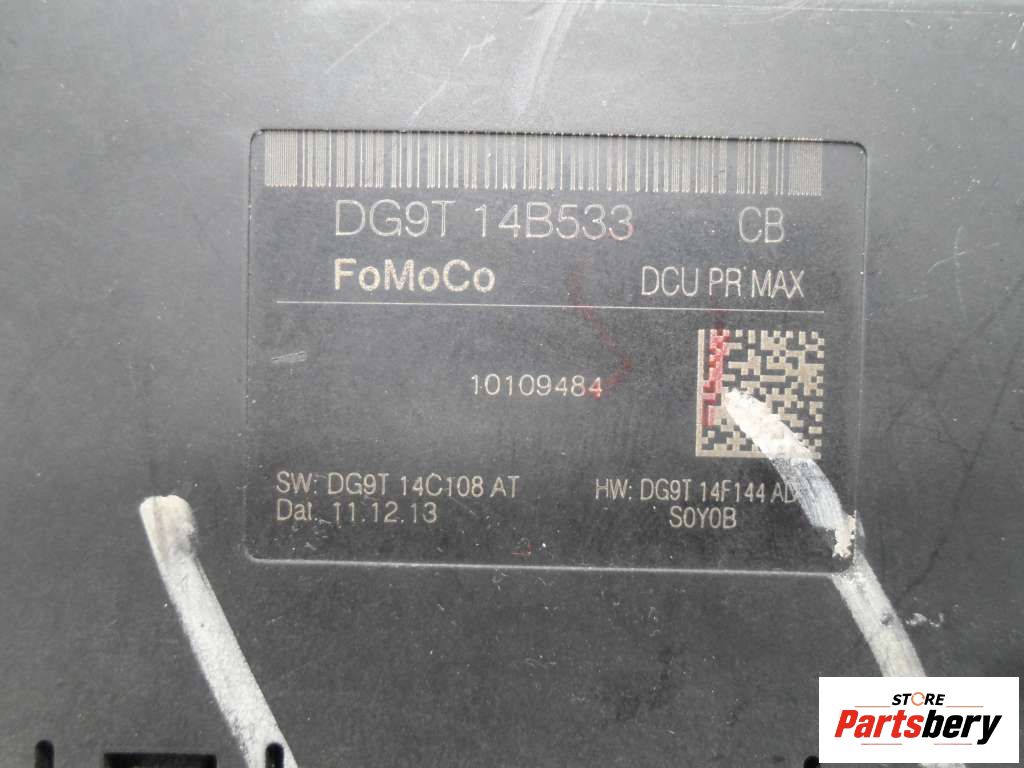 DG9T 14B533 CB
FoMoCo DCU PR MAX
10109484
SW: DG9T 14C108 AT HW: DG9T 14F144 AD
Dat. 11.12.13 S0Y0B
STORE
Partsbery